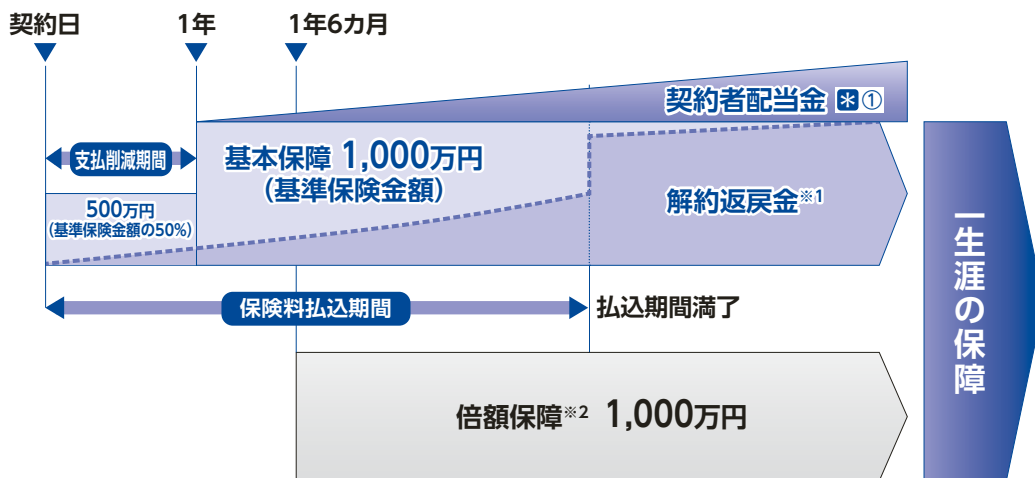 契約日
1年
1年6カ月
契約者配当金 *①
支払削減期間
基本保障 1,000万円
(基準保険金額)
500万円
(基準保険金額の50%)
解約返戻金※1
保険料払込期間
払込期間満了
倍額保障※2 1,000万円
一生涯の保障